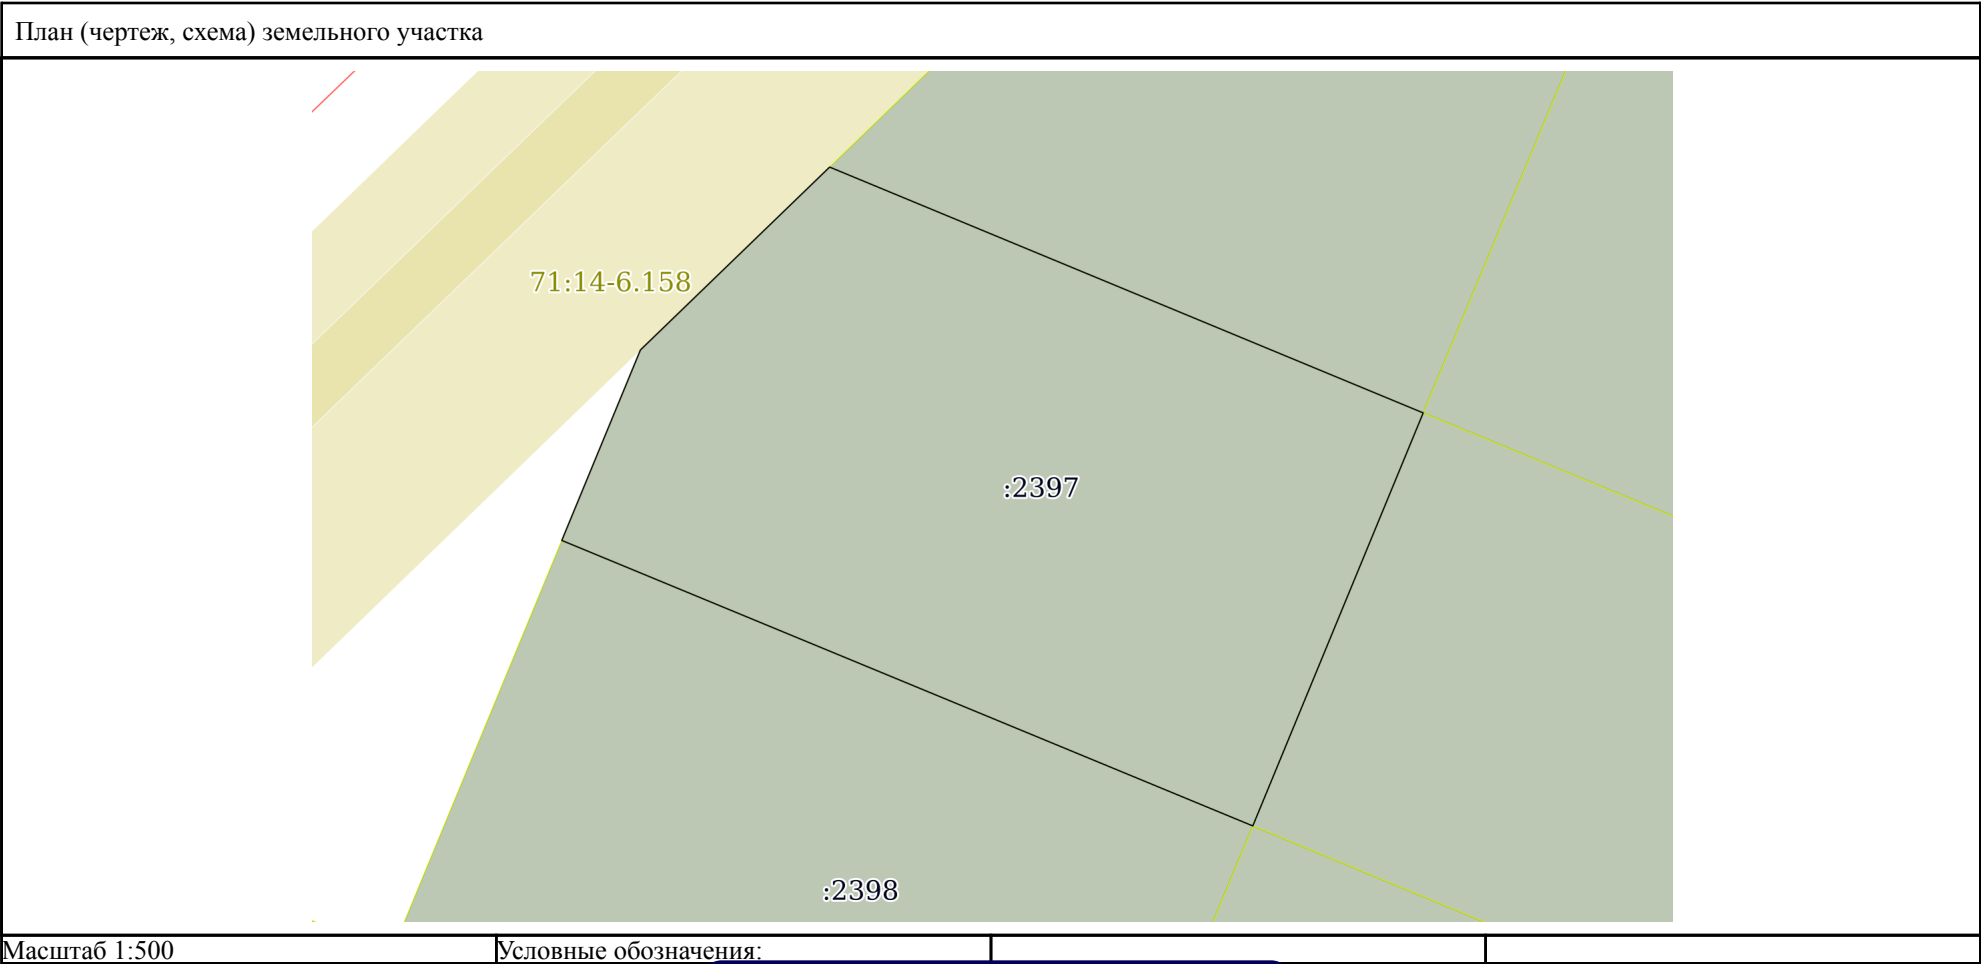 План (чертеж, схема) земельного участка
71:14-6.158
:2397
:2398
Масштаб 1:500
Условные обозначения: